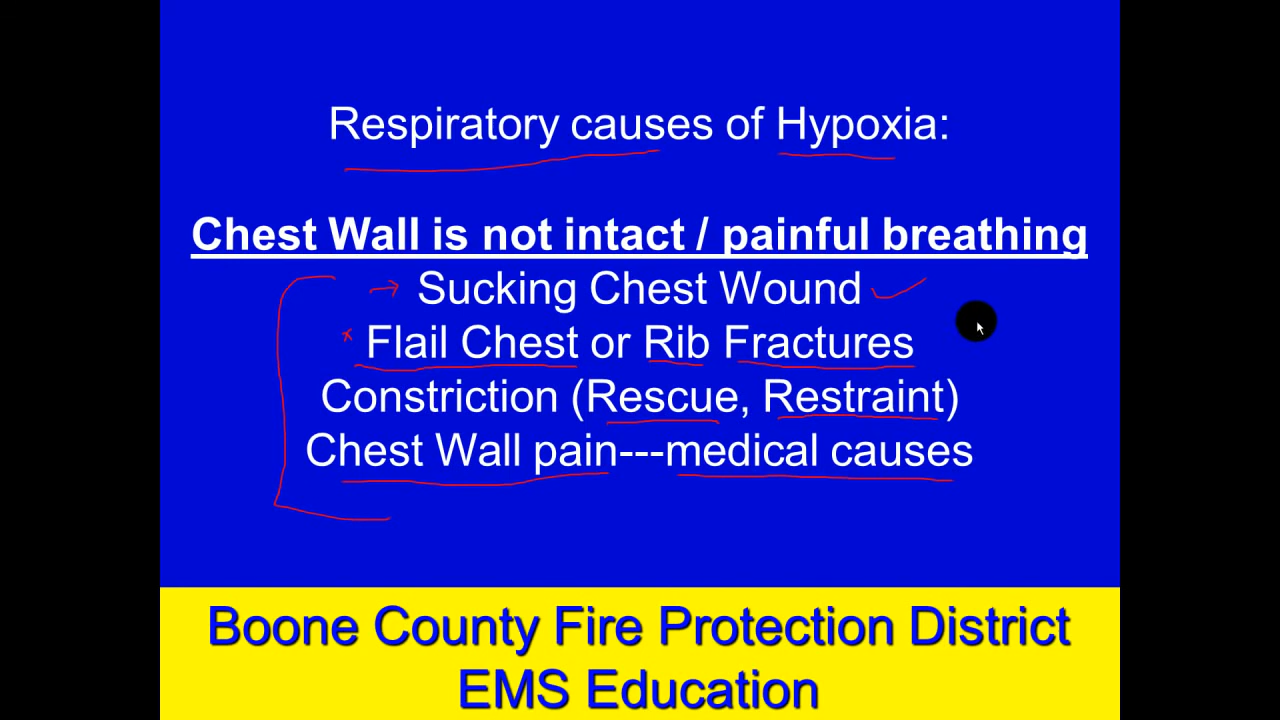 Respiratory causes of Hypoxia:
Chest Wall is not intact / painful breathing
Sucking Chest Wound
Flail Chest or Rib Fractures
Constriction (Rescue, Restraint)
Chest Wall pain---medical causes
Boone County Fire Protection District
EMS Education